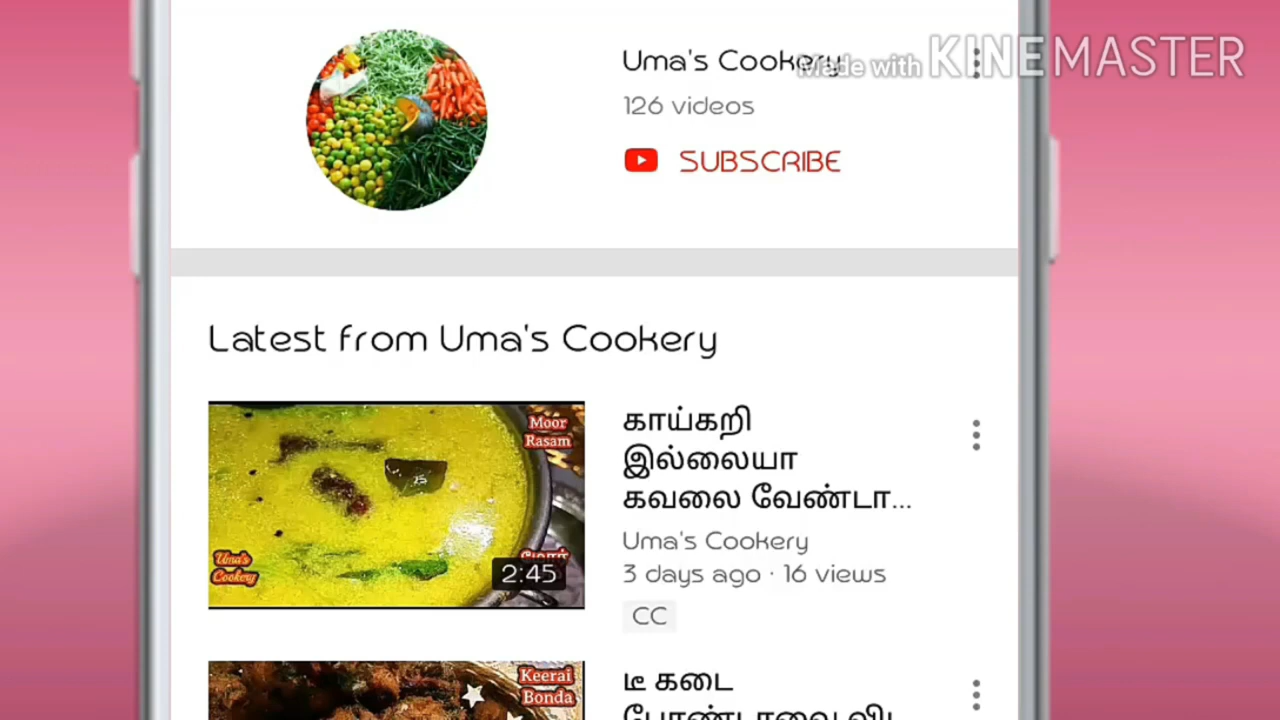 Uma's Cookery
Made with KINEMASTER
126 videos
SUBSCRIBE
Latest from Uma's Cookery
Moor
Rasam
காய்கறி
இல்லையா
கவலை வேண்டா...
Uma's Cookery
3 days ago · 16 views
CC
Uma's
Cookery
மோர்
2:45
Keerai
Bonda
டீ கடை